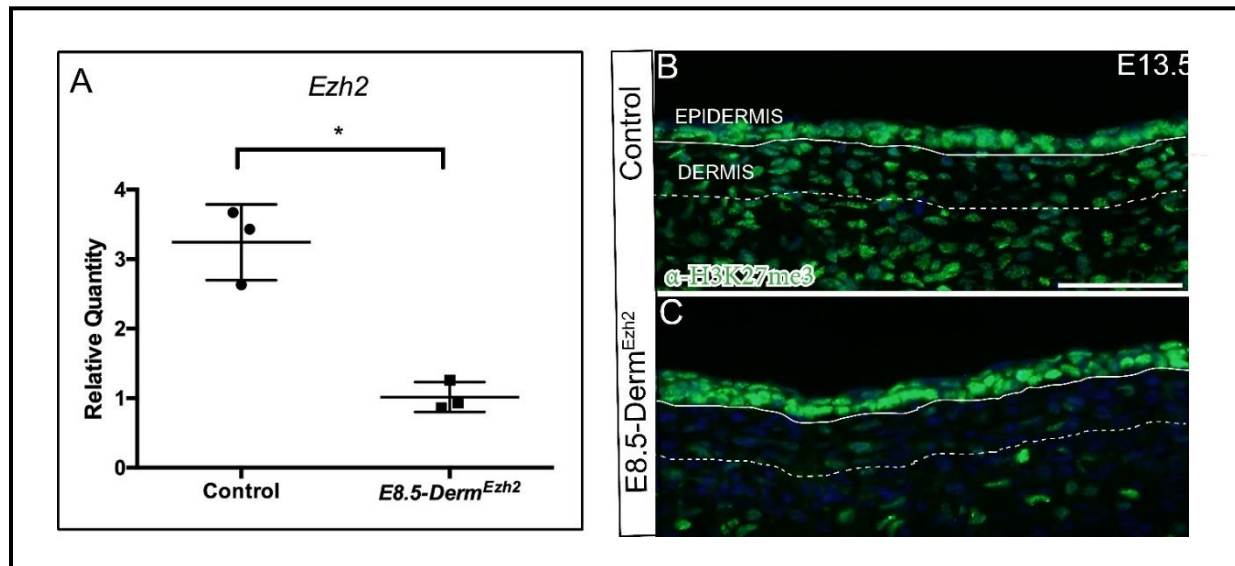 A
Ezh2
*
4
3
2
1
0
Relative Quantity
Control
E8.5-Derm^Ezh2
Control
B
E13.5
EPIDERMIS
DERMIS
α-H3K27me3
E8.5-Derm^Ezh2
C